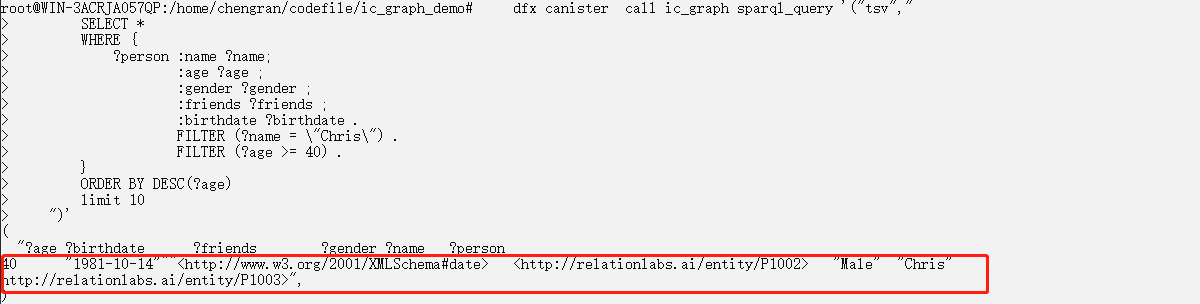 root@WIN-3ACRJA057QP:/home/chengran/codefile/ic_graph_demo#     dfx canister  call ic_graph sparql_query '("tsv","
>         SELECT *
>         WHERE {
>             ?person :name ?name;
>                     :age ?age ;
>                     :gender ?gender ;
>                     :friends ?friends ;
>                     :birthdate ?birthdate .
>                     FILTER (?name = \"Chris\") .
>                     FILTER (?age >= 40) .
>         }
>         ORDER BY DESC(?age)
>         limit 10
>     ")'
(
  "?age ?birthdate      ?friends        ?gender ?name   ?person
40      "1981-10-14"^^<http://www.w3.org/2001/XMLSchema#date>   <http://relationlabs.ai/entity/P1002>   "Male"  "Chris"
http://relationlabs.ai/entity/P1003>",
)